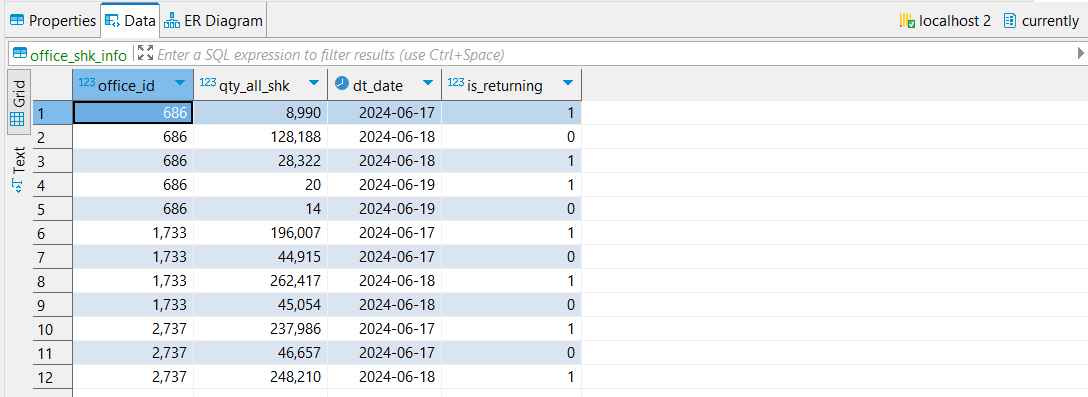 Properties Data ER Diagram localhost 2 currently
office_shk_info Enter a SQL expression to filter results (use Ctrl+Space)
Grid
Text
123 office_id 123 qty_all_shk dt_date 123 is_returning
1 686 8,990 2024-06-17 1
2 686 128,188 2024-06-18 0
3 686 28,322 2024-06-18 1
4 686 20 2024-06-19 1
5 686 14 2024-06-19 0
6 1,733 196,007 2024-06-17 1
7 1,733 44,915 2024-06-17 0
8 1,733 262,417 2024-06-18 1
9 1,733 45,054 2024-06-18 0
10 2,737 237,986 2024-06-17 1
11 2,737 46,657 2024-06-17 0
12 2,737 248,210 2024-06-18 1